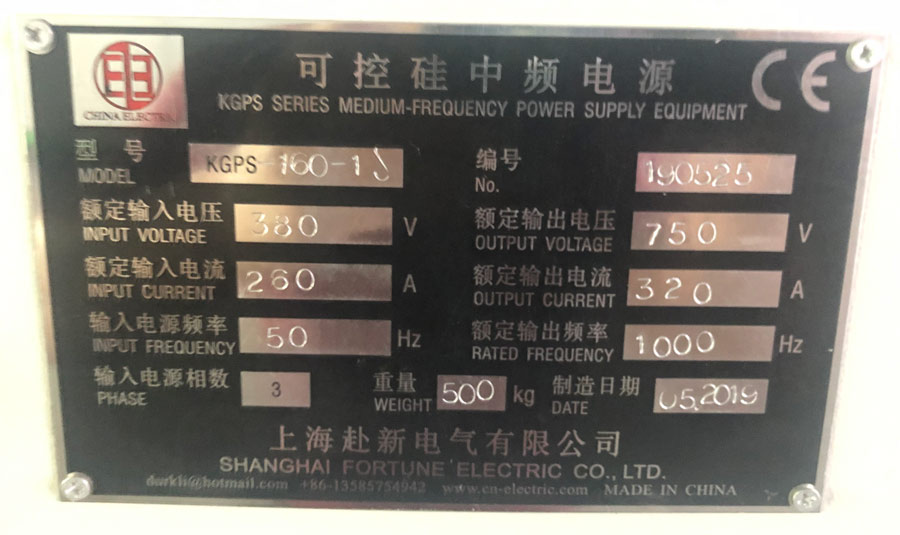 可控硅中频电源
CE
KGPS SERIES MEDIUM-FREQUENCY POWER SUPPLY EQUIPMENT
CHINA ELECTRIC
型号 KGPS-160-1J
MODEL
编号 190525
No.
额定输入电压 380 V
INPUT VOLTAGE
额定输出电压 750 V
OUTPUT VOLTAGE
额定输入电流 260 A
INPUT CURRENT
额定输出电流 320 A
OUTPUT CURRENT
输入电源频率 50 Hz
INPUT FREQUENCY
额定输出频率 1000 Hz
RATED FREQUENCY
输入电源相数 3
PHASE
重量 500 kg
WEIGHT
制造日期 05.2019
DATE
上海赴新电气有限公司
SHANGHAI FORTUNE ELECTRIC CO., LTD.
durkli@hotmail.com +86-13585754942 www.cn-electric.com MADE IN CHINA